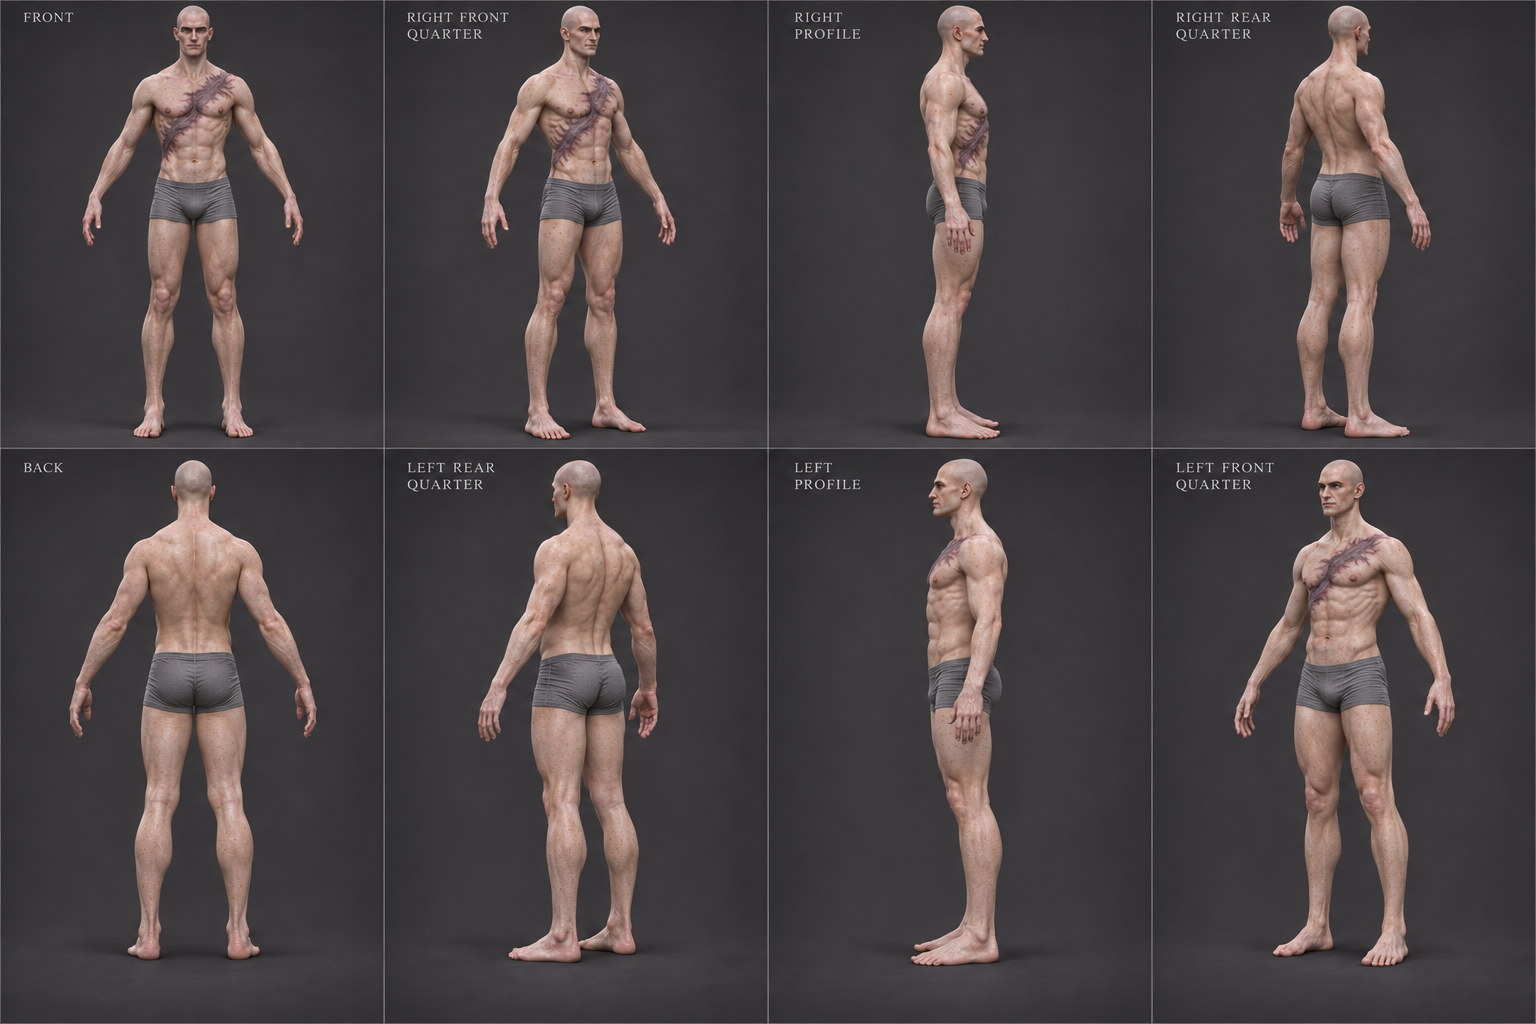 FRONT
RIGHT FRONT
QUARTER
RIGHT
PROFILE
RIGHT REAR
QUARTER
BACK
LEFT REAR
QUARTER
LEFT
PROFILE
LEFT FRONT
QUARTER